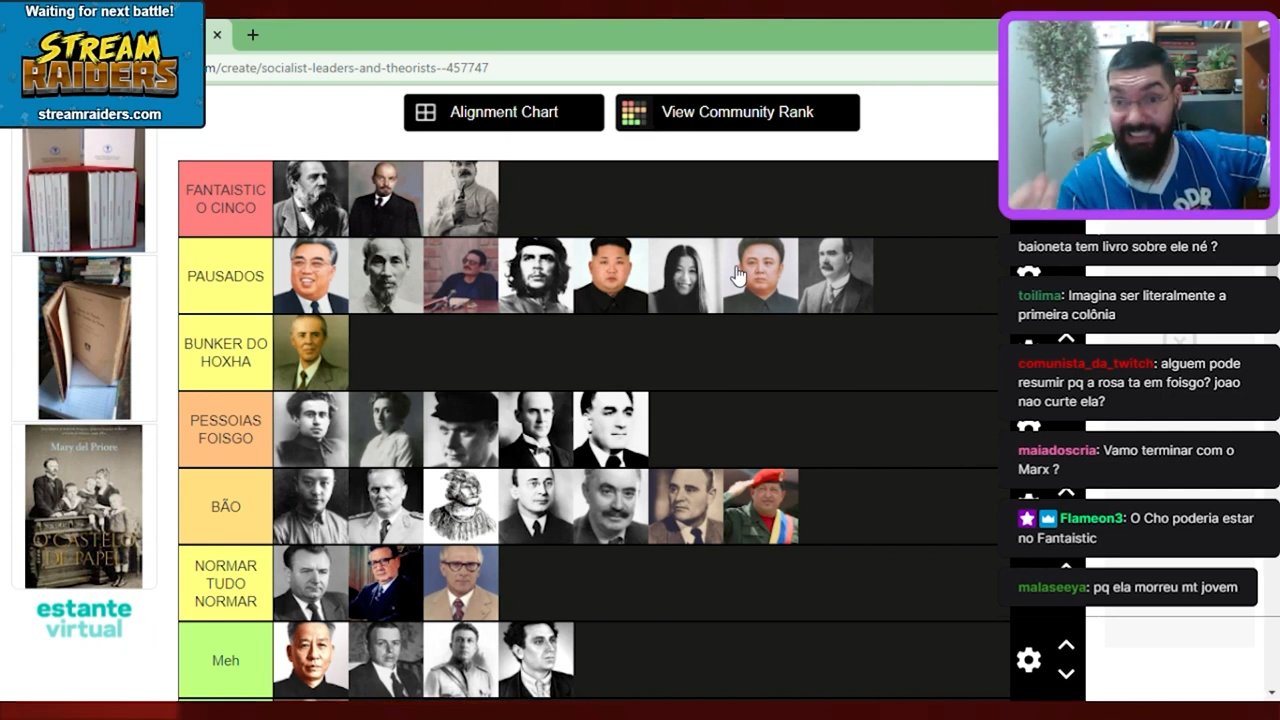 Waiting for next battle!
STREAM
RAIDERS
streamraiders.com
m/create/socialist-leaders-and-theorists--457747
Alignment Chart
View Community Rank
FANTAISTIC
O CINCO
PAUSADOS
BUNKER DO
HOXHA
PESSOIAS
FOISGO
BÃO
NORMAR
TUDO
NORMAR
Meh
Mary del Priore
O CASTELO
DE PAPEL
estante
virtual
baioneta tem livro sobre ele né ?
toilima: Imagina ser literalmente a
primeira colônia
comunista_da_twitch: alguem pode
resumir pq a rosa ta em foisgo? joao
nao curte ela?
maiadoscria: Vamo terminar com o
Marx ?
Flameon3: O Cho poderia estar
no Fantaistic
malaseeya: pq ela morreu mt jovem